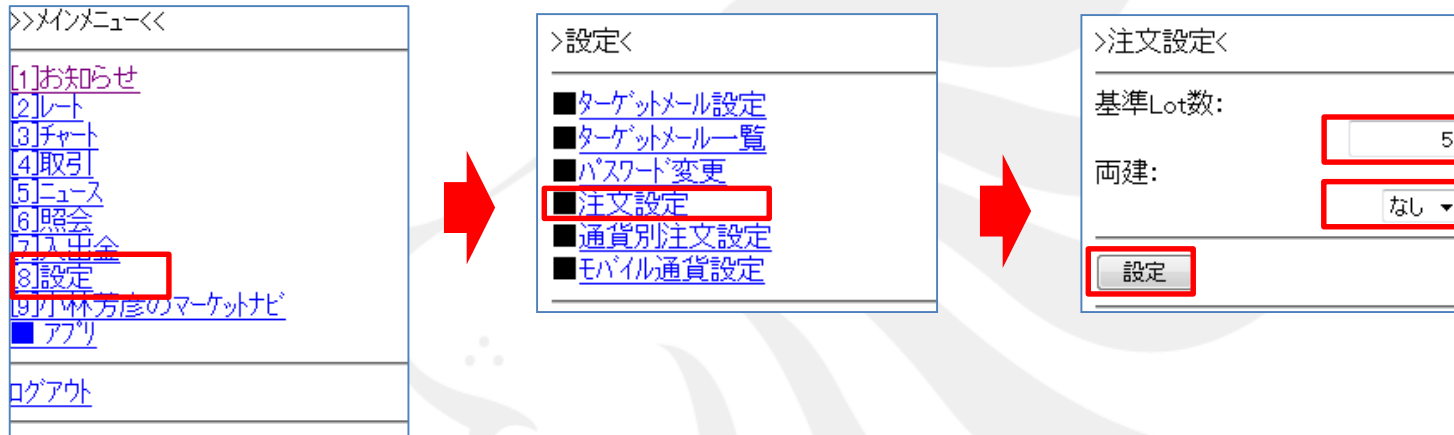 >>メインメニュー<<
[1]お知らせ
[2]レート
[3]チャート
[4]取引
[5]ニュース
[6]照会
[7]入出金
[8]設定
[9]小林芳彦のマーケットナビ
■ アプリ
ログアウト
>設定<
■ターゲットメール設定
■ターゲットメール一覧
■パスワード変更
■注文設定
■通貨別注文設定
■モバイル通貨設定
>注文設定<
基準Lot数:
5
両建:
なし
設定